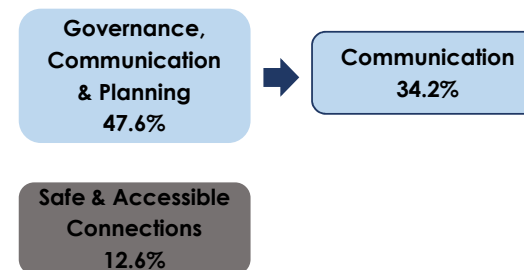 Governance,
Communication
& Planning
47.6%
Communication
34.2%
Safe & Accessible
Connections
12.6%